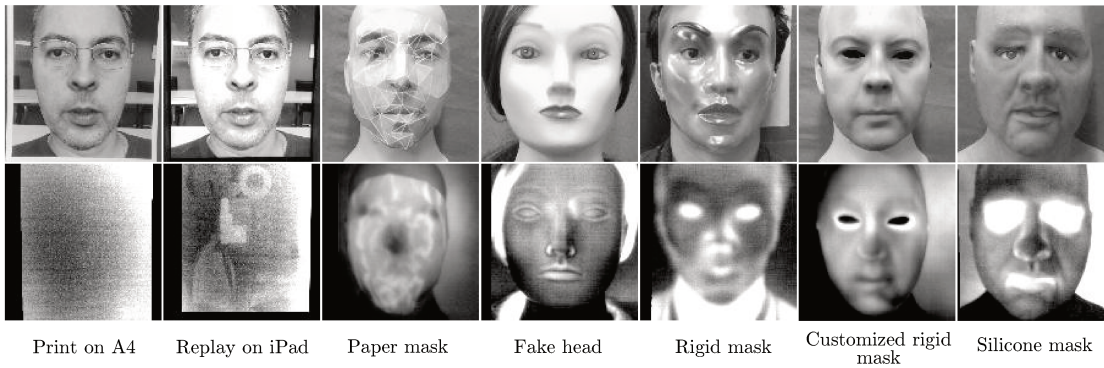 Print on A4
Replay on iPad
Paper mask
Fake head
Rigid mask
Customized rigid
mask
Silicone mask